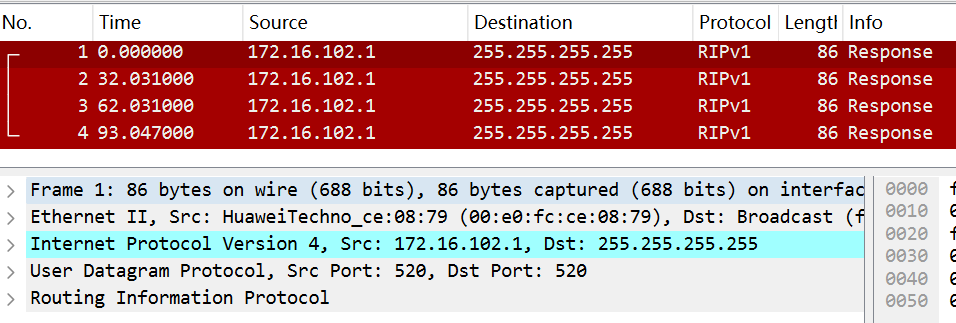 No. Time Source Destination Protocol Lengtl Info
1 0.000000 172.16.102.1 255.255.255.255 RIPv1 86 Response
2 32.031000 172.16.102.1 255.255.255.255 RIPv1 86 Response
3 62.031000 172.16.102.1 255.255.255.255 RIPv1 86 Response
4 93.047000 172.16.102.1 255.255.255.255 RIPv1 86 Response
Frame 1: 86 bytes on wire (688 bits), 86 bytes captured (688 bits) on interfac
Ethernet II, Src: HuaweiTechno_ce:08:79 (00:e0:fc:ce:08:79), Dst: Broadcast (f
Internet Protocol Version 4, Src: 172.16.102.1, Dst: 255.255.255.255
User Datagram Protocol, Src Port: 520, Dst Port: 520
Routing Information Protocol
0000
0010
0020
0030
0040
0050